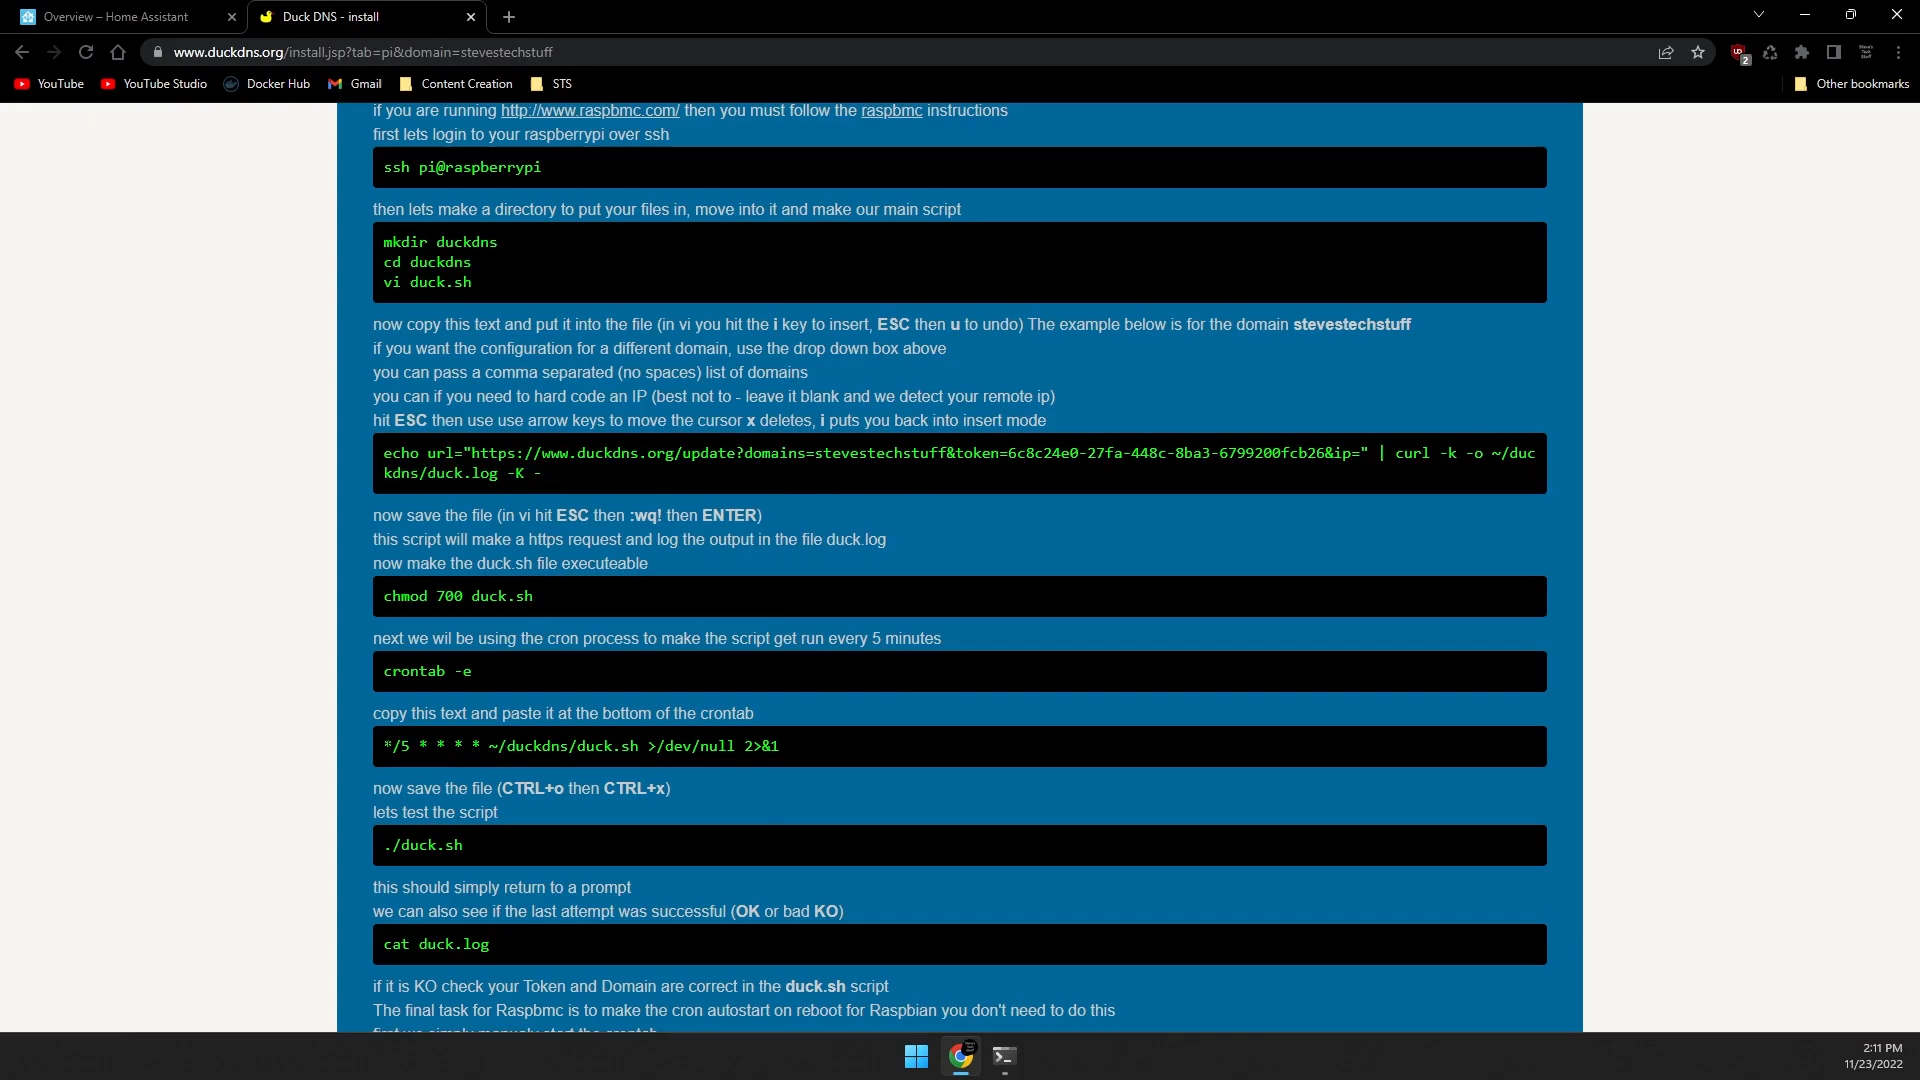 Overview – Home Assistant
Duck DNS - install
www.duckdns.org/install.jsp?tab=pi&domain=stevestechstuff
2
YouTube
YouTube Studio
Docker Hub
Gmail
Content Creation
STS
Other bookmarks
if you are running http://www.raspbmc.com/ then you must follow the raspbmc instructions
first lets login to your raspberrypi over ssh
ssh pi@raspberrypi
then lets make a directory to put your files in, move into it and make our main script
mkdir duckdns
cd duckdns
vi duck.sh
now copy this text and put it into the file (in vi you hit the i key to insert, ESC then u to undo) The example below is for the domain stevestechstuff
if you want the configuration for a different domain, use the drop down box above
you can pass a comma separated (no spaces) list of domains
you can if you need to hard code an IP (best not to - leave it blank and we detect your remote ip)
hit ESC then use use arrow keys to move the cursor x deletes, i puts you back into insert mode
echo url="https://www.duckdns.org/update?domains=stevestechstuff&token=6c8c24e0-27fa-448c-8ba3-6799200fcb26&ip=" | curl -k -o ~/duc
kdns/duck.log -K -
now save the file (in vi hit ESC then :wq! then ENTER)
this script will make a https request and log the output in the file duck.log
now make the duck.sh file executeable
chmod 700 duck.sh
next we wil be using the cron process to make the script get run every 5 minutes
crontab -e
copy this text and paste it at the bottom of the crontab
*/5 * * * * ~/duckdns/duck.sh >/dev/null 2>&1
now save the file (CTRL+o then CTRL+x)
lets test the script
./duck.sh
this should simply return to a prompt
we can also see if the last attempt was successful (OK or bad KO)
cat duck.log
if it is KO check your Token and Domain are correct in the duck.sh script
The final task for Raspbmc is to make the cron autostart on reboot for Raspbian you don't need to do this
2:11 PM
11/23/2022